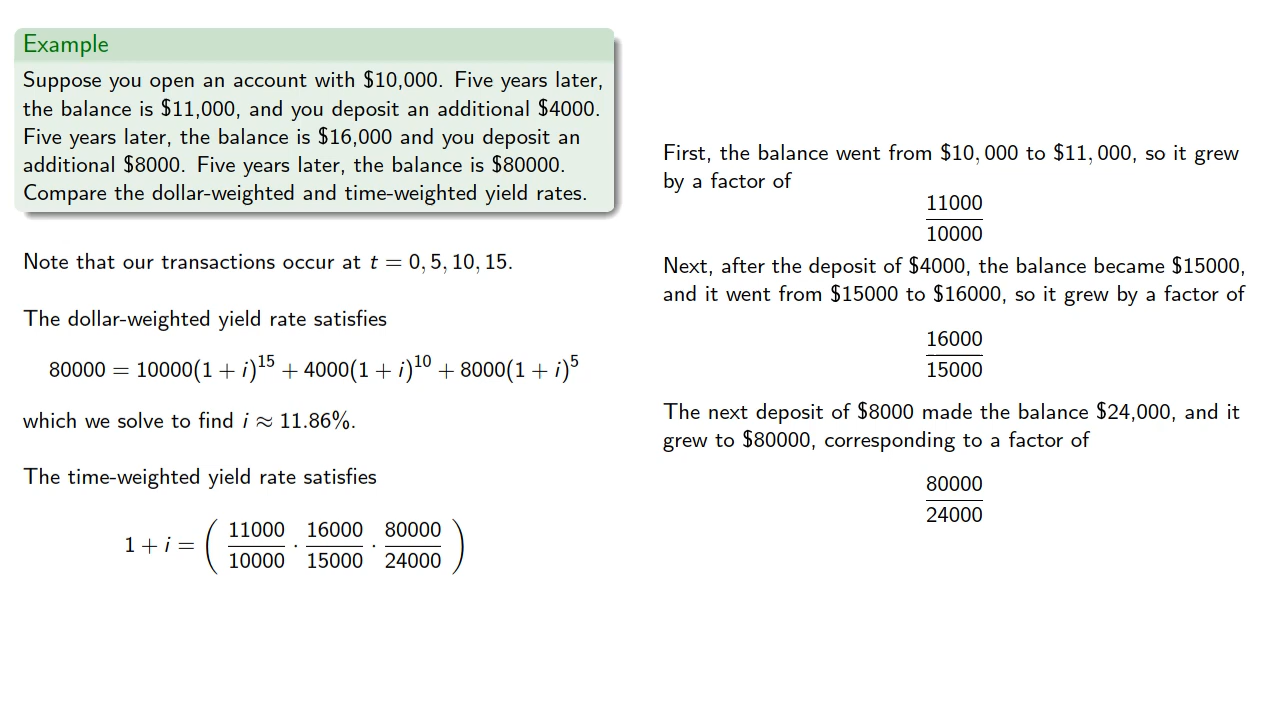 Example
Suppose you open an account with $10,000. Five years later,
the balance is $11,000, and you deposit an additional $4000.
Five years later, the balance is $16,000 and you deposit an
additional $8000. Five years later, the balance is $80000.
Compare the dollar-weighted and time-weighted yield rates.
Note that our transactions occur at t = 0, 5, 10, 15.
The dollar-weighted yield rate satisfies
80000 = 10000(1 + i)^15 + 4000(1 + i)^10 + 8000(1 + i)^5
which we solve to find i ≈ 11.86%.
The time-weighted yield rate satisfies
1 + i = ( 11000/10000 · 16000/15000 · 80000/24000 )
First, the balance went from $10, 000 to $11, 000, so it grew
by a factor of
11000
10000
Next, after the deposit of $4000, the balance became $15000,
and it went from $15000 to $16000, so it grew by a factor of
16000
15000
The next deposit of $8000 made the balance $24,000, and it
grew to $80000, corresponding to a factor of
80000
24000